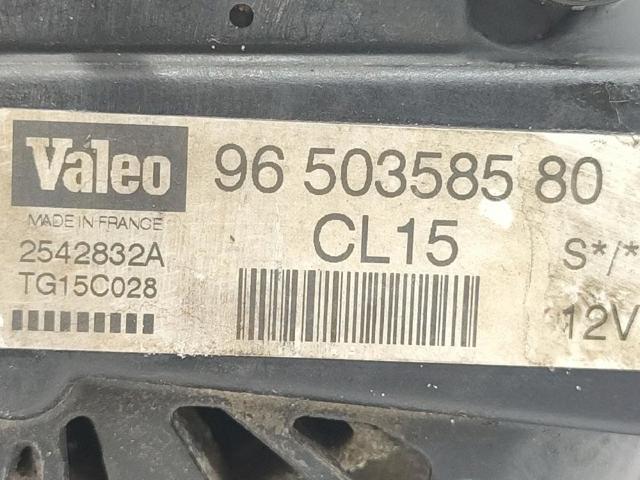 Valeo
96 503585 80
MADE IN FRANCE
CL15
2542832A
S*/*
TG15C028
12V